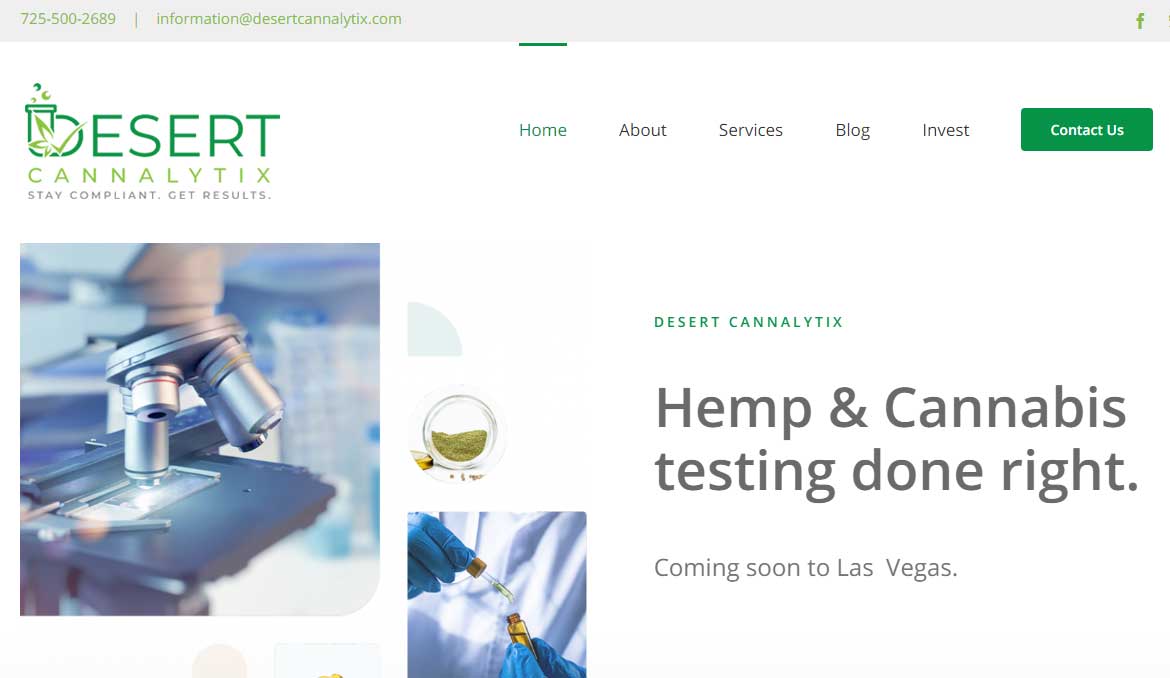 725-500-2689 | information@desertcannalytix.com
DESERT
CANNALYTIX
STAY COMPLIANT. GET RESULTS.
Home About Services Blog Invest Contact Us
DESERT CANNALYTIX
Hemp & Cannabis
testing done right.
Coming soon to Las Vegas.